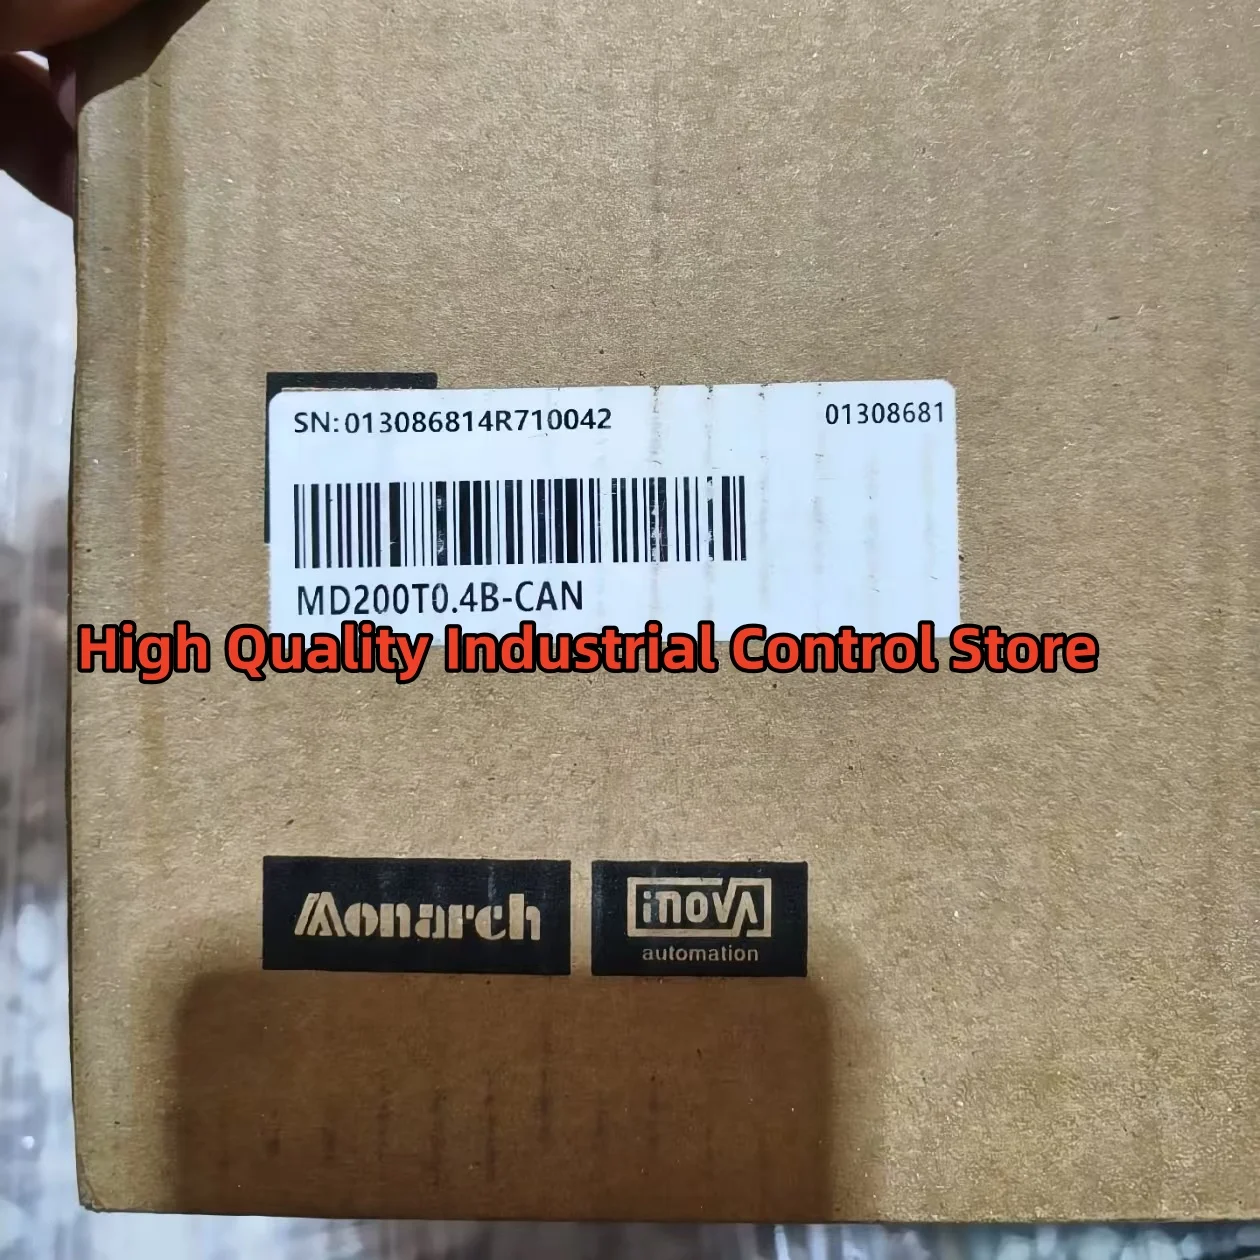 SN:013086814R710042 01308681
MD200T0.4B-CAN
High Quality Industrial Control Store
Monarch
inovA
automation